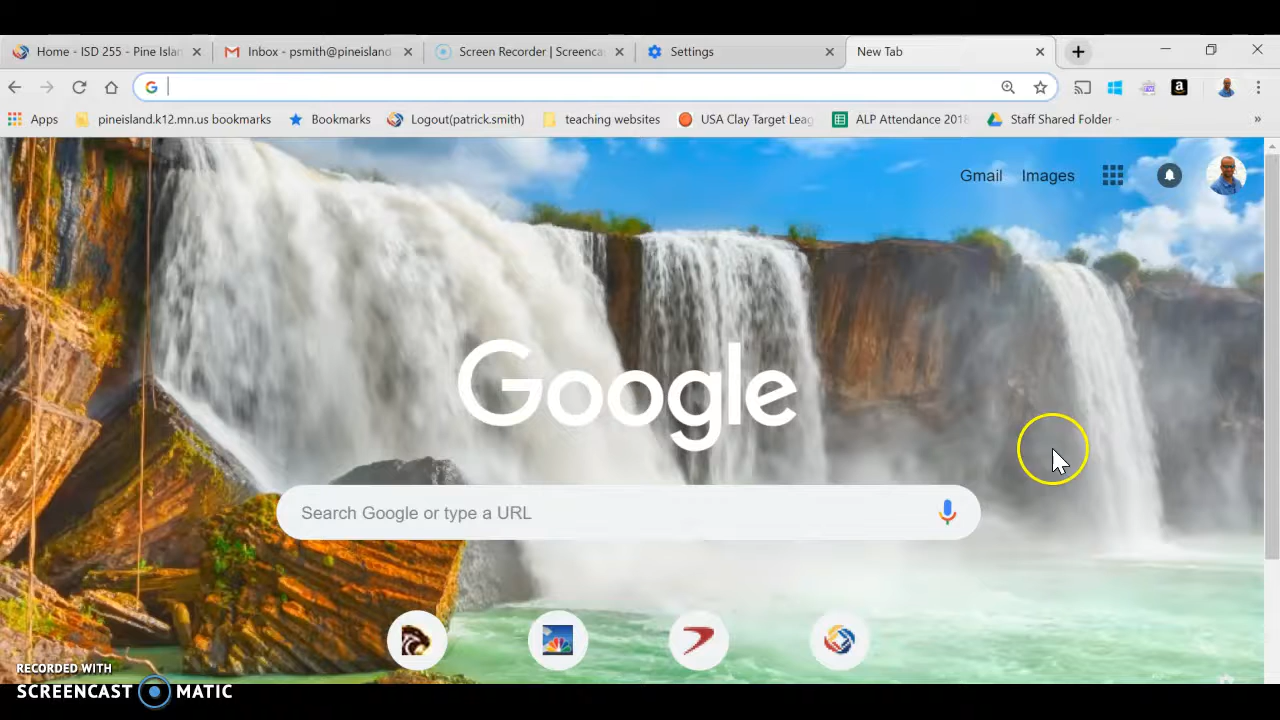 Home - ISD 255 - Pine Islan
Inbox - psmith@pineisland
Screen Recorder | Screenca
Settings
New Tab
G
a
Apps
pineisland.k12.mn.us bookmarks
Bookmarks
Logout(patrick.smith)
teaching websites
USA Clay Target Leag
ALP Attendance 2018
Staff Shared Folder -
»
Gmail
Images
Google
Search Google or type a URL
RECORDED WITH
SCREENCAST MATIC